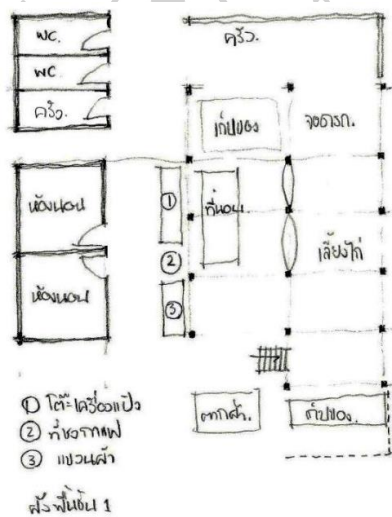 WC.
WC.
ครัว.
ครัว.
เก็บของ
จอดรถ.
ห้องนอน
ห้องนอน
①
②
③
ที่นอน.
เลี้ยงไก่
① โต๊ะเครื่องแป้ง
② ที่ชงกาแฟ
③ แขวนผ้า
ตากผ้า.
เก็บของ.
ผังพื้นชั้น 1